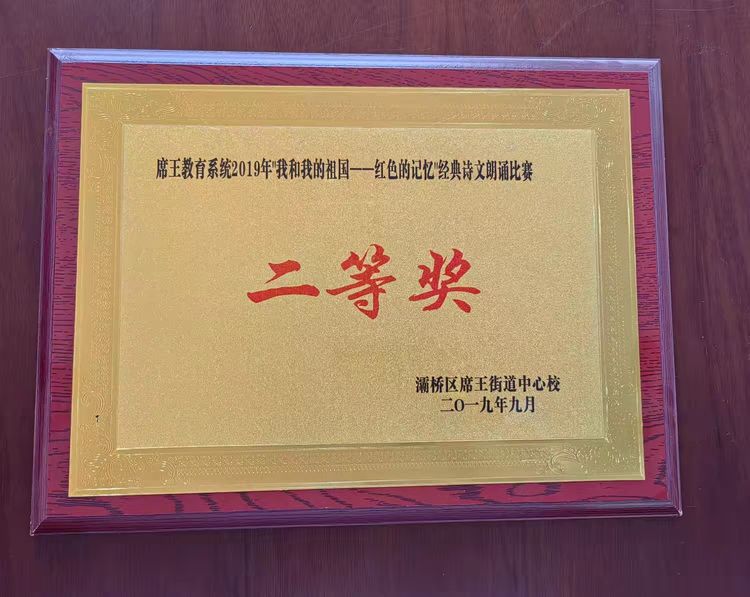 席王教育系统2019年"我和我的祖国——红色的记忆"经典诗文朗诵比赛
二等奖
灞桥区席王街道中心校
二〇一九年九月